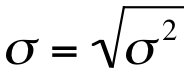 σ = √σ²